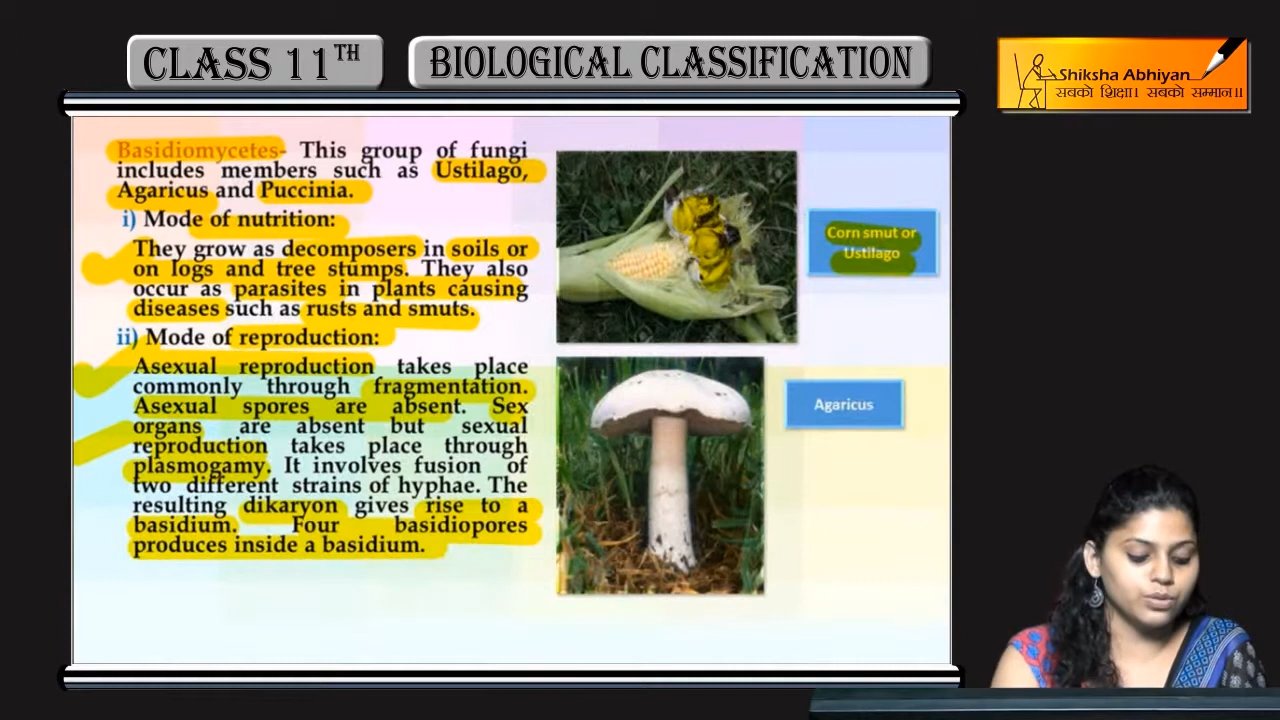 CLASS 11TH
BIOLOGICAL CLASSIFICATION
Shiksha Abhiyan
सबको शिक्षा। सबको सम्मान॥
Basidiomycetes- This group of fungi
includes members such as Ustilago,
Agaricus and Puccinia.
i) Mode of nutrition:
They grow as decomposers in soils or
on logs and tree stumps. They also
occur as parasites in plants causing
diseases such as rusts and smuts.
ii) Mode of reproduction:
Asexual reproduction takes place
commonly through fragmentation.
Asexual spores are absent. Sex
organs are absent but sexual
reproduction takes place through
plasmogamy. It involves fusion of
two different strains of hyphae. The
resulting dikaryon gives rise to a
basidium. Four basidiopores
produces inside a basidium.
Corn smut or
Ustilago
Agaricus